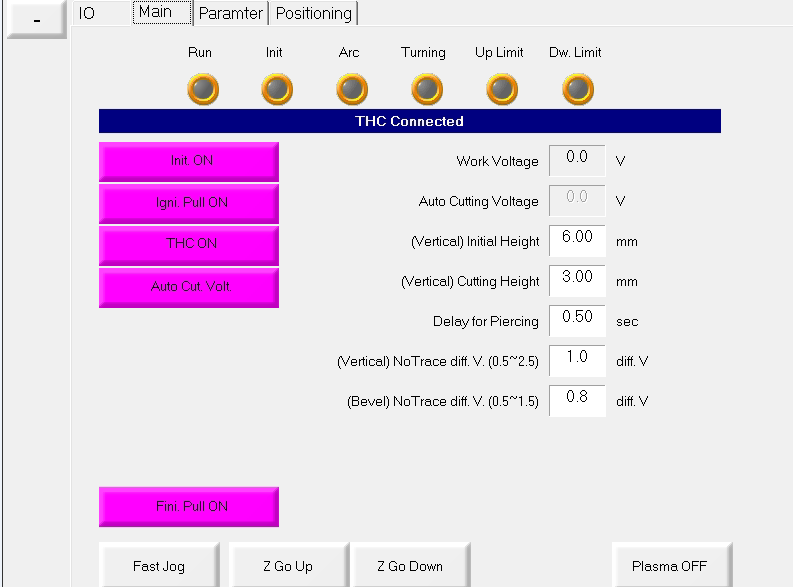 -
IO Main Paramter Positioning
Run Init Arc Turning Up Limit Dw. Limit
THC Connected
Init. ON
Work Voltage 0.0 V
Igni. Pull ON
Auto Cutting Voltage 0.0 V
THC ON
(Vertical) Initial Height 6.00 mm
Auto Cut. Volt.
(Vertical) Cutting Height 3.00 mm
Delay for Piercing 0.50 sec
(Vertical) NoTrace diff. V. (0.5~2.5) 1.0 diff. V
(Bevel) NoTrace diff. V. (0.5~1.5) 0.8 diff. V
Fini. Pull ON
Fast Jog Z Go Up Z Go Down Plasma OFF